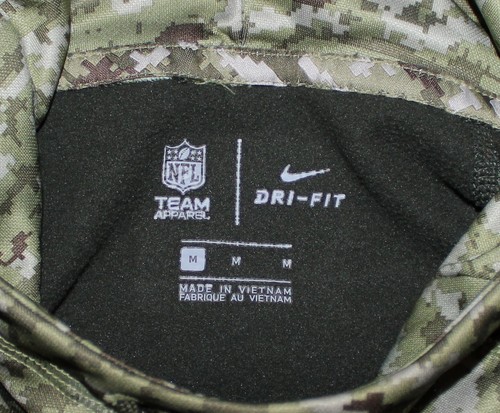 NFL
TEAM
APPAREL
DRI-FIT
M M M
MADE IN VIETNAM
FABRIQUE AU VIETNAM